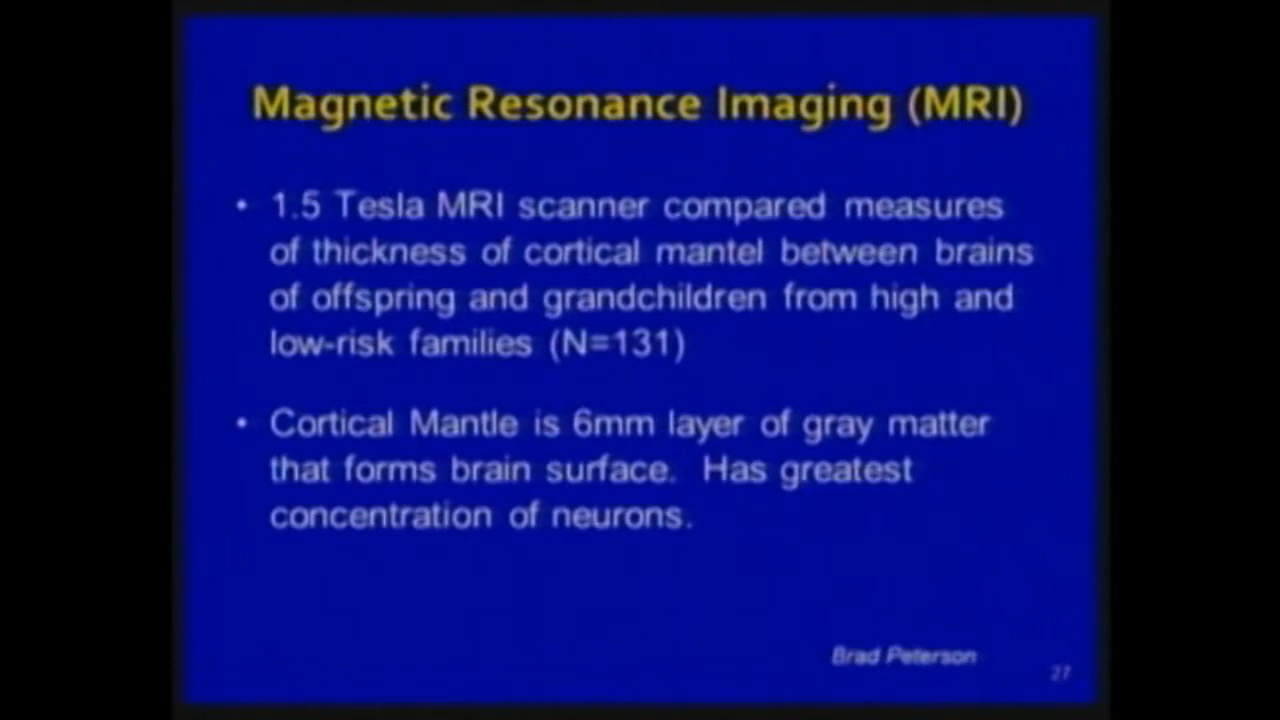 Magnetic Resonance Imaging (MRI)
• 1.5 Tesla MRI scanner compared measures
of thickness of cortical mantel between brains
of offspring and grandchildren from high and
low-risk families (N=131)
• Cortical Mantle is 6mm layer of gray matter
that forms brain surface. Has greatest
concentration of neurons.
Brad Peterson
27